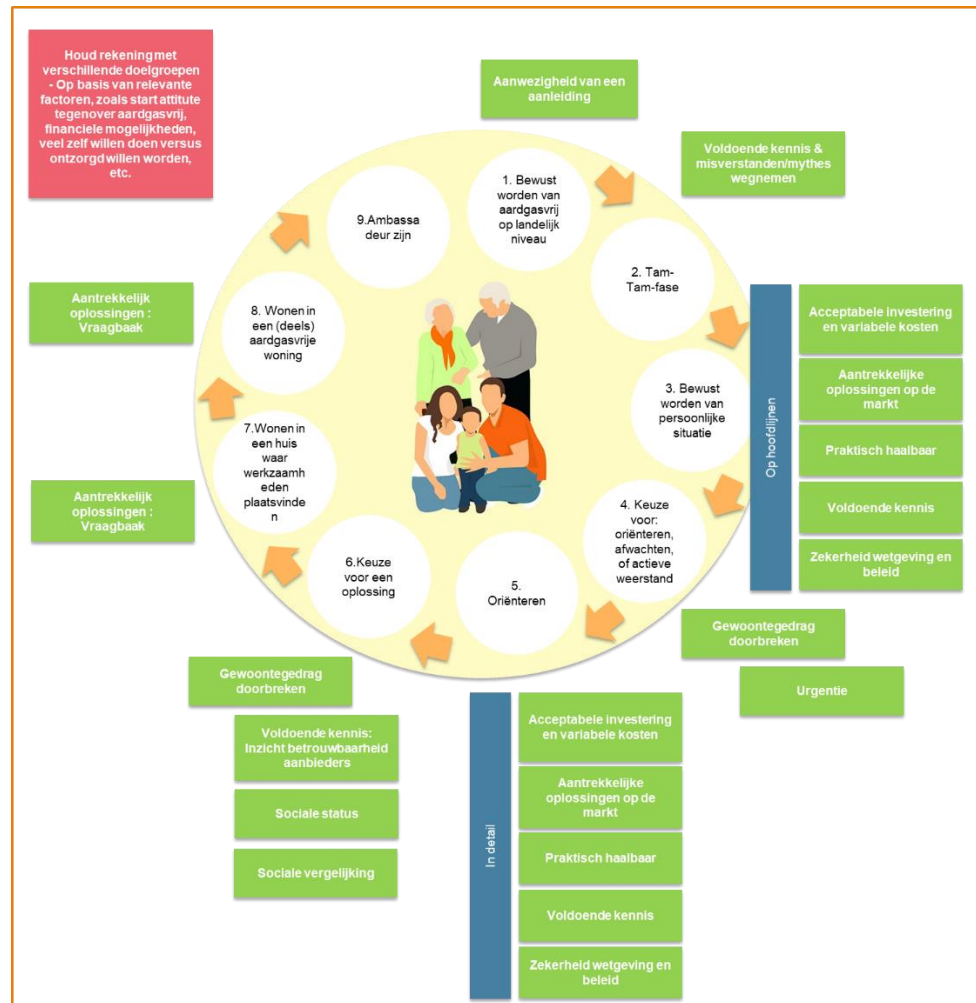 Houd rekening met
verschillende doelgroepen
- Op basis van relevante
factoren, zoals start attitute
tegenover aardgasvrij,
financiele mogelijkheden,
veel zelf willen doen versus
ontzorgd willen worden,
etc.
Aanwezigheid van een
aanleiding
Voldoende kennis &
misverstanden/mythes
wegnemen
1. Bewust
worden van
aardgasvrij
op landelijk
niveau
2. Tam-
Tam-fase
3. Bewust
worden van
persoonlijke
situatie
4. Keuze
voor:
oriënteren,
afwachten,
of actieve
weerstand
5.
Oriënteren
6.Keuze
voor een
oplossing
7.Wonen in
een huis
waar
werkzaamh
eden
plaatsvinde
n
8. Wonen in
een (deels)
aardgasvrije
woning
9.Ambassa
deur zijn
Op hoofdlijnen
Acceptabele investering
en variabele kosten
Aantrekkelijke
oplossingen op de
markt
Praktisch haalbaar
Voldoende kennis
Zekerheid wetgeving en
beleid
Gewoontegedrag
doorbreken
Urgentie
In detail
Acceptabele investering
en variabele kosten
Aantrekkelijke
oplossingen op de
markt
Praktisch haalbaar
Voldoende kennis
Zekerheid wetgeving en
beleid
Gewoontegedrag
doorbreken
Voldoende kennis:
Inzicht betrouwbaarheid
aanbieders
Sociale status
Sociale vergelijking
Aantrekkelijk
oplossingen :
Vraagbaak
Aantrekkelijk
oplossingen :
Vraagbaak